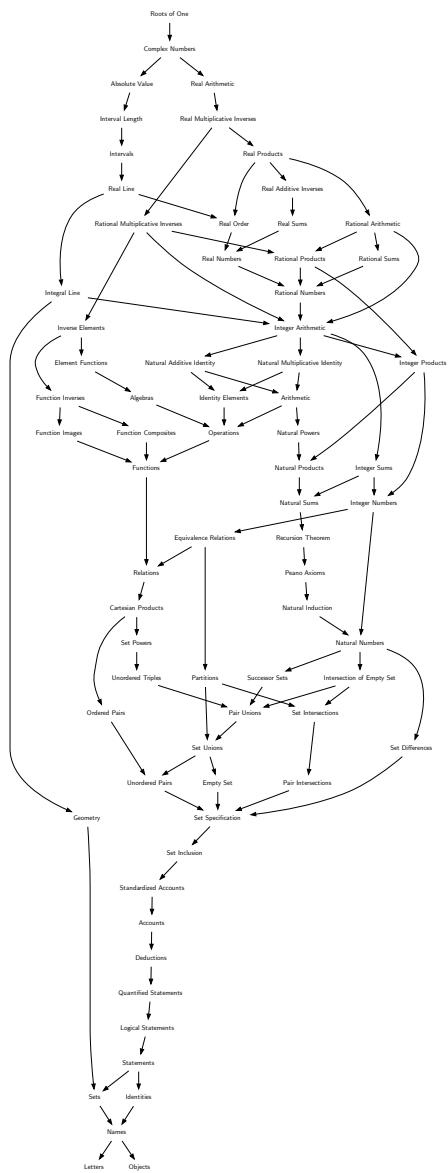 Roots of One
Complex Numbers
Absolute Value
Real Arithmetic
Interval Length
Real Multiplicative Inverses
Intervals
Real Products
Real Line
Real Additive Inverses
Rational Multiplicative Inverses
Real Order
Real Sums
Rational Arithmetic
Real Numbers
Rational Products
Rational Sums
Integral Line
Rational Numbers
Inverse Elements
Integer Arithmetic
Element Functions
Natural Additive Identity
Natural Multiplicative Identity
Integer Products
Function Inverses
Algebras
Identity Elements
Arithmetic
Function Images
Function Composites
Operations
Natural Powers
Functions
Natural Products
Integer Sums
Natural Sums
Integer Numbers
Equivalence Relations
Recursion Theorem
Relations
Peano Axioms
Cartesian Products
Natural Induction
Set Powers
Natural Numbers
Unordered Triples
Partitions
Successor Sets
Intersection of Empty Set
Ordered Pairs
Pair Unions
Set Intersections
Set Unions
Set Differences
Unordered Pairs
Empty Set
Pair Intersections
Geometry
Set Specification
Set Inclusion
Standardized Accounts
Accounts
Deductions
Quantified Statements
Logical Statements
Statements
Sets
Identities
Names
Letters
Objects